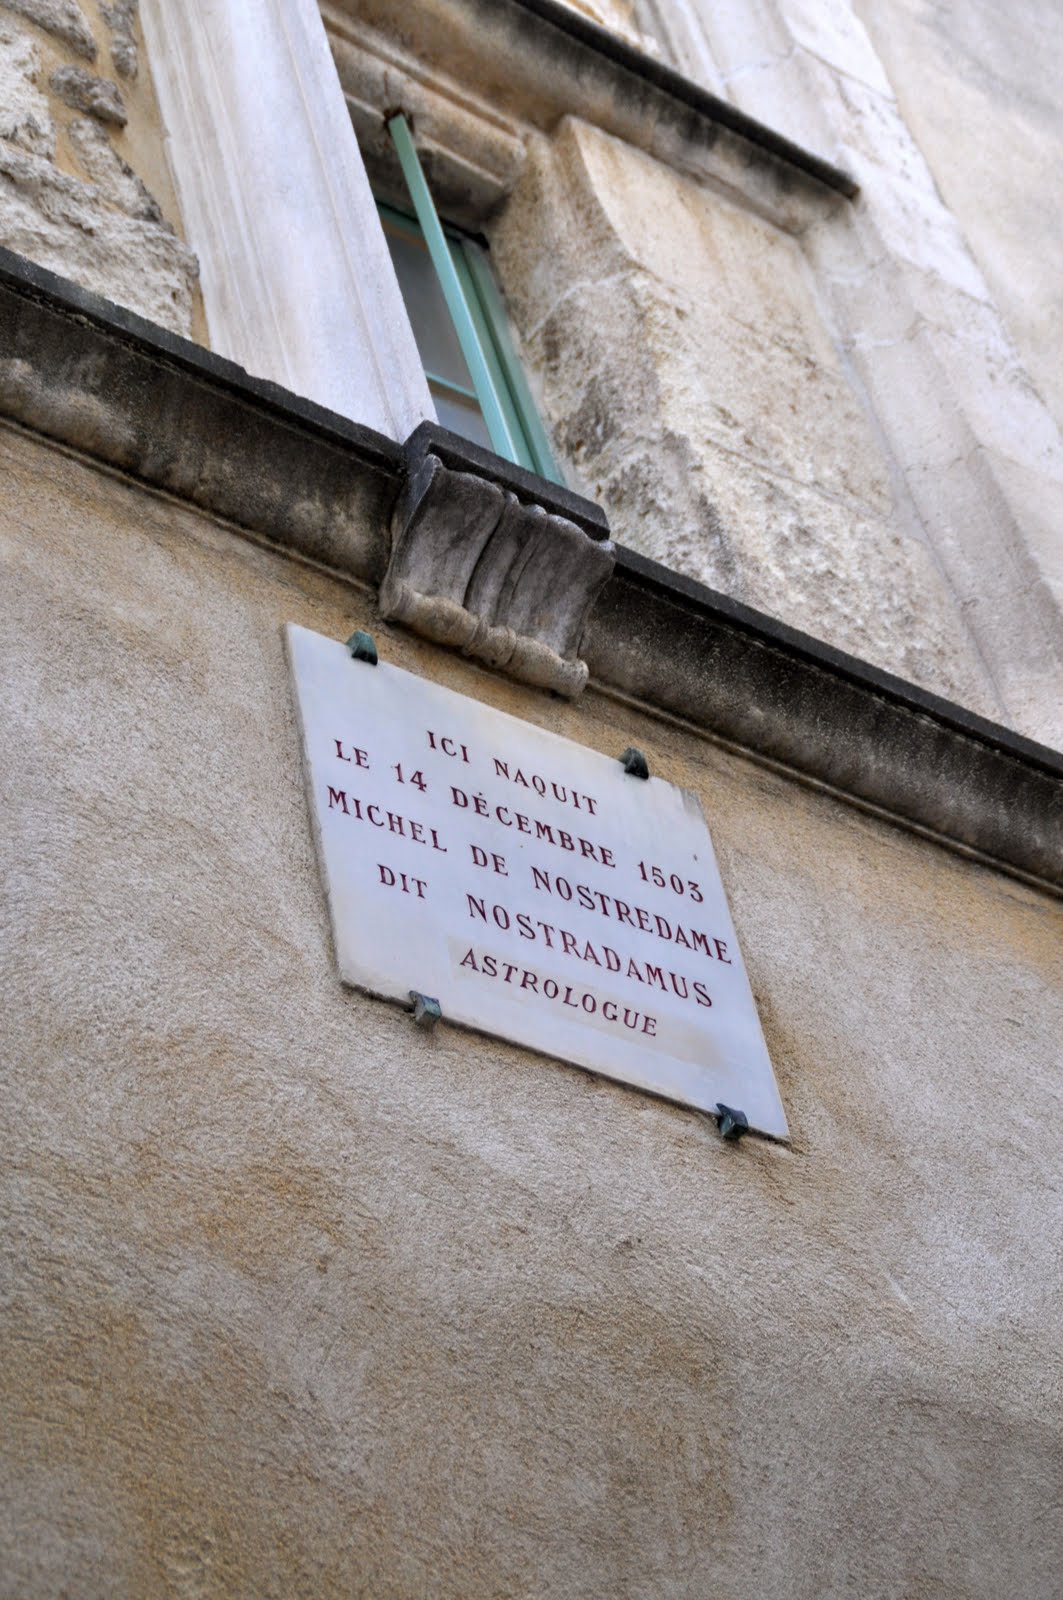 ICI NAQUIT
LE 14 DÉCEMBRE 1503
MICHEL DE NOSTREDAME
DIT NOSTRADAMUS
ASTROLOGUE